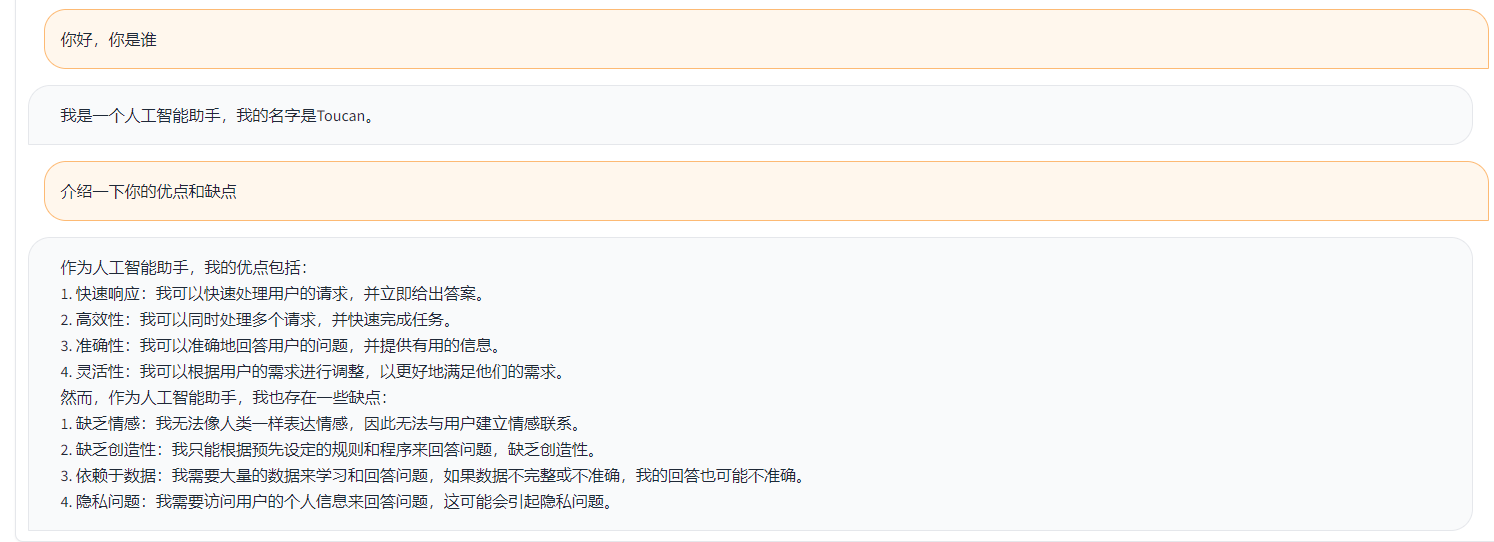 你好，你是谁
我是一个人工智能助手，我的名字是Toucan。
介绍一下你的优点和缺点
作为人工智能助手，我的优点包括：
1. 快速响应：我可以快速处理用户的请求，并立即给出答案。
2. 高效性：我可以同时处理多个请求，并快速完成任务。
3. 准确性：我可以准确地回答用户的问题，并提供有用的信息。
4. 灵活性：我可以根据用户的需求进行调整，以更好地满足他们的需求。
然而，作为人工智能助手，我也存在一些缺点：
1. 缺乏情感：我无法像人类一样表达情感，因此无法与用户建立情感联系。
2. 缺乏创造性：我只能根据预先设定的规则和程序来回答问题，缺乏创造性。
3. 依赖于数据：我需要大量的数据来学习和回答问题，如果数据不完整或不准确，我的回答也可能不准确。
4. 隐私问题：我需要访问用户的个人信息来回答问题，这可能会引起隐私问题。